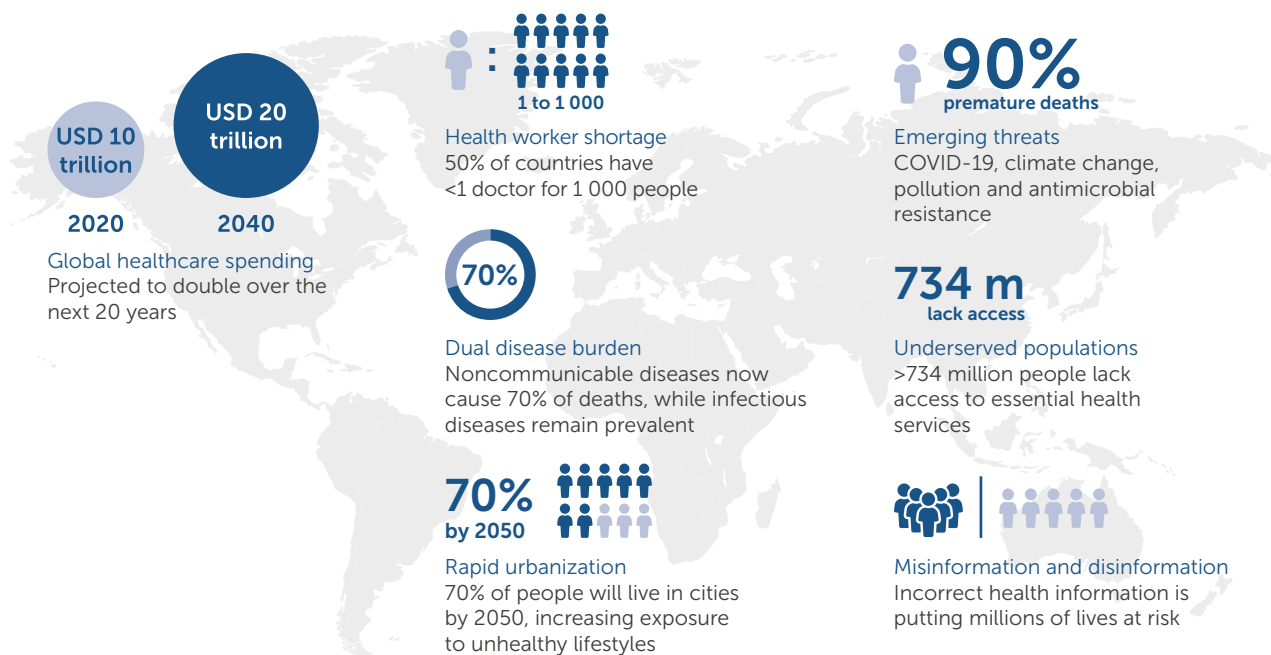 USD 10
trillion
USD 20
trillion
2020
2040
Global healthcare spending
Projected to double over the
next 20 years
:
1 to 1 000
Health worker shortage
50% of countries have
<1 doctor for 1 000 people
70%
Dual disease burden
Noncommunicable diseases now
cause 70% of deaths, while infectious
diseases remain prevalent
70%
by 2050
Rapid urbanization
70% of people will live in cities
by 2050, increasing exposure
to unhealthy lifestyles
90%
premature deaths
Emerging threats
COVID-19, climate change,
pollution and antimicrobial
resistance
734 m
lack access
Underserved populations
>734 million people lack
access to essential health
services
Misinformation and disinformation
Incorrect health information is
putting millions of lives at risk